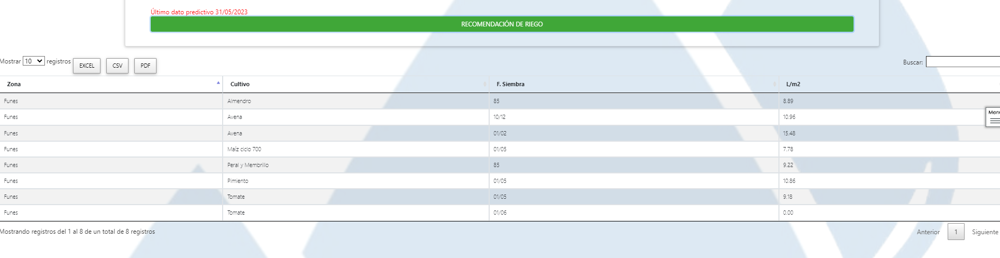 Último dato predictivo 31/05/2023
RECOMENDACIÓN DE RIEGO
Mostrar 10 registros EXCEL CSV PDF Buscar:
Zona Cultivo F. Siembra L/m2
Funes Almendro 85 8.89
Funes Avena 10/12 10.96
Funes Avena 01/02 15.48
Funes Maíz ciclo 700 01/05 7.78
Funes Peral y Membrillo 85 9.22
Funes Pimiento 01/05 10.86
Funes Tomate 01/05 9.18
Funes Tomate 01/06 0.00
Menu
Mostrando registros del 1 al 8 de un total de 8 registros Anterior 1 Siguiente